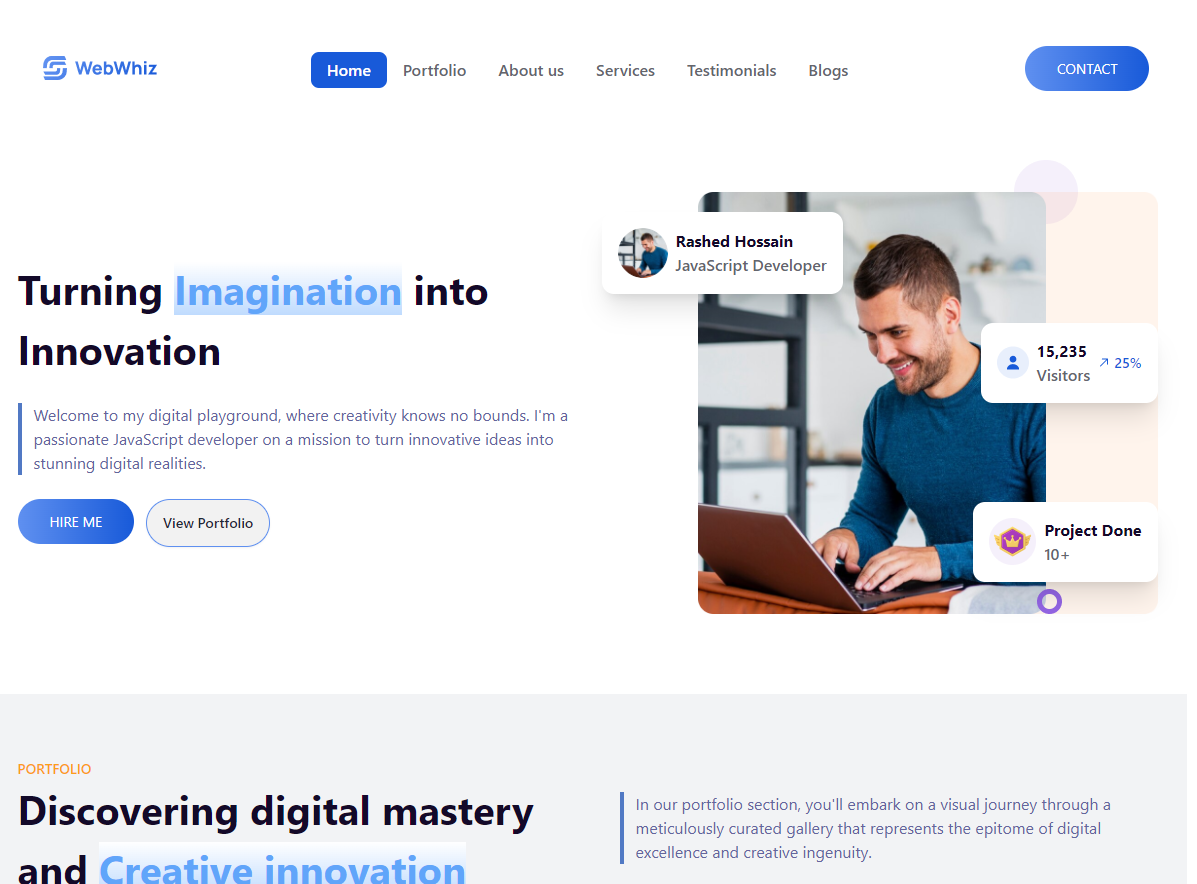 WebWhiz
Home Portfolio About us Services Testimonials Blogs
CONTACT
Turning Imagination into
Innovation
Welcome to my digital playground, where creativity knows no bounds. I'm a
passionate JavaScript developer on a mission to turn innovative ideas into
stunning digital realities.
HIRE ME
View Portfolio
Rashed Hossain
JavaScript Developer
15,235
Visitors
25%
Project Done
10+
PORTFOLIO
Discovering digital mastery
and Creative innovation
In our portfolio section, you'll embark on a visual journey through a
meticulously curated gallery that represents the epitome of digital
excellence and creative ingenuity.